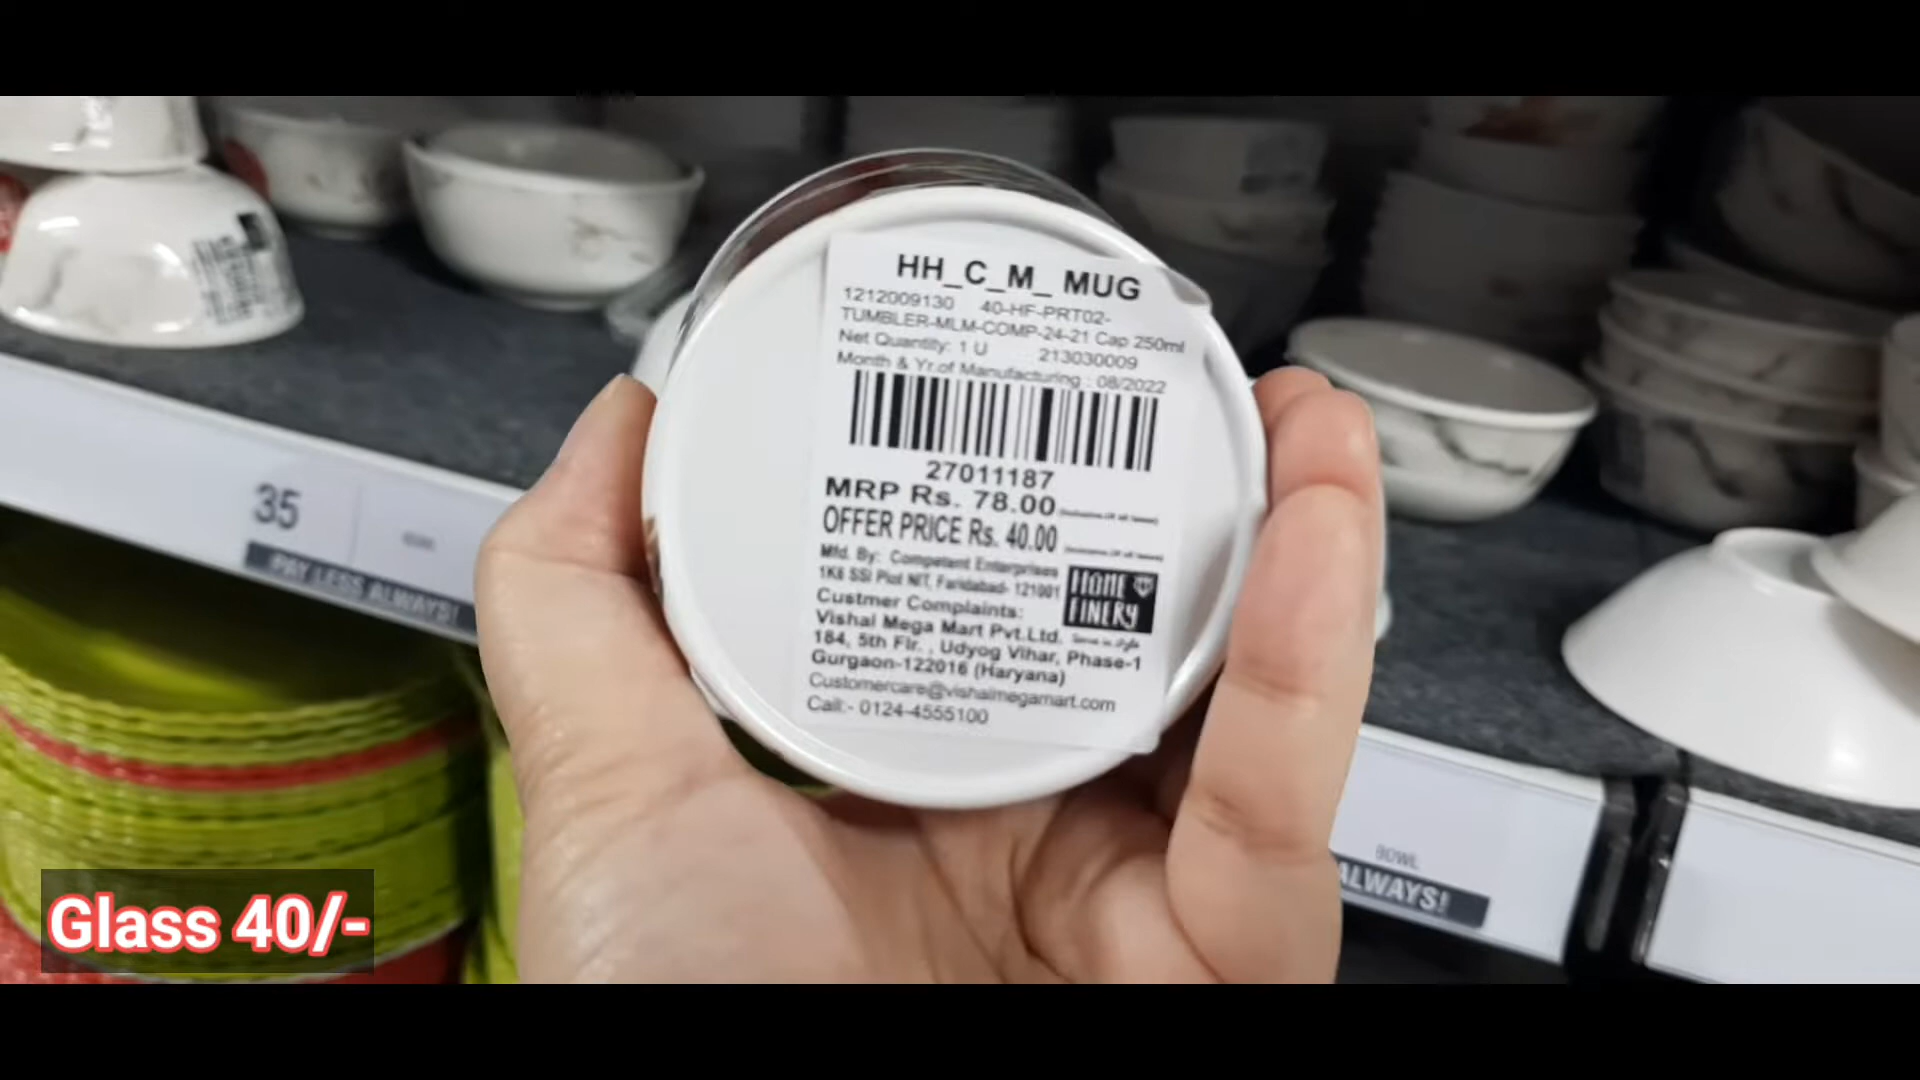 HH_C_M_ MUG
1212009130 40-HF-PRT02-
TUMBLER-MLM-COMP-24-21 Cap 250ml
Net Quantity: 1 U 213030009
Month & Yr.of Manufacturing : 08/2022
27011187
MRP Rs. 78.00
OFFER PRICE Rs. 40.00
Mfd. By: Competent Enterprises
1K6 SSI Plot NIT, Faridabad- 121001
HOME
FINERY
Custmer Complaints:
Vishal Mega Mart Pvt.Ltd.
184, 5th Flr. , Udyog Vihar, Phase-1
Gurgaon-122016 (Haryana)
Customercare@vishalmegamart.com
Call:- 0124-4555100
35
PAY LESS ALWAYS!
BOWL
ALWAYS!
Glass 40/-